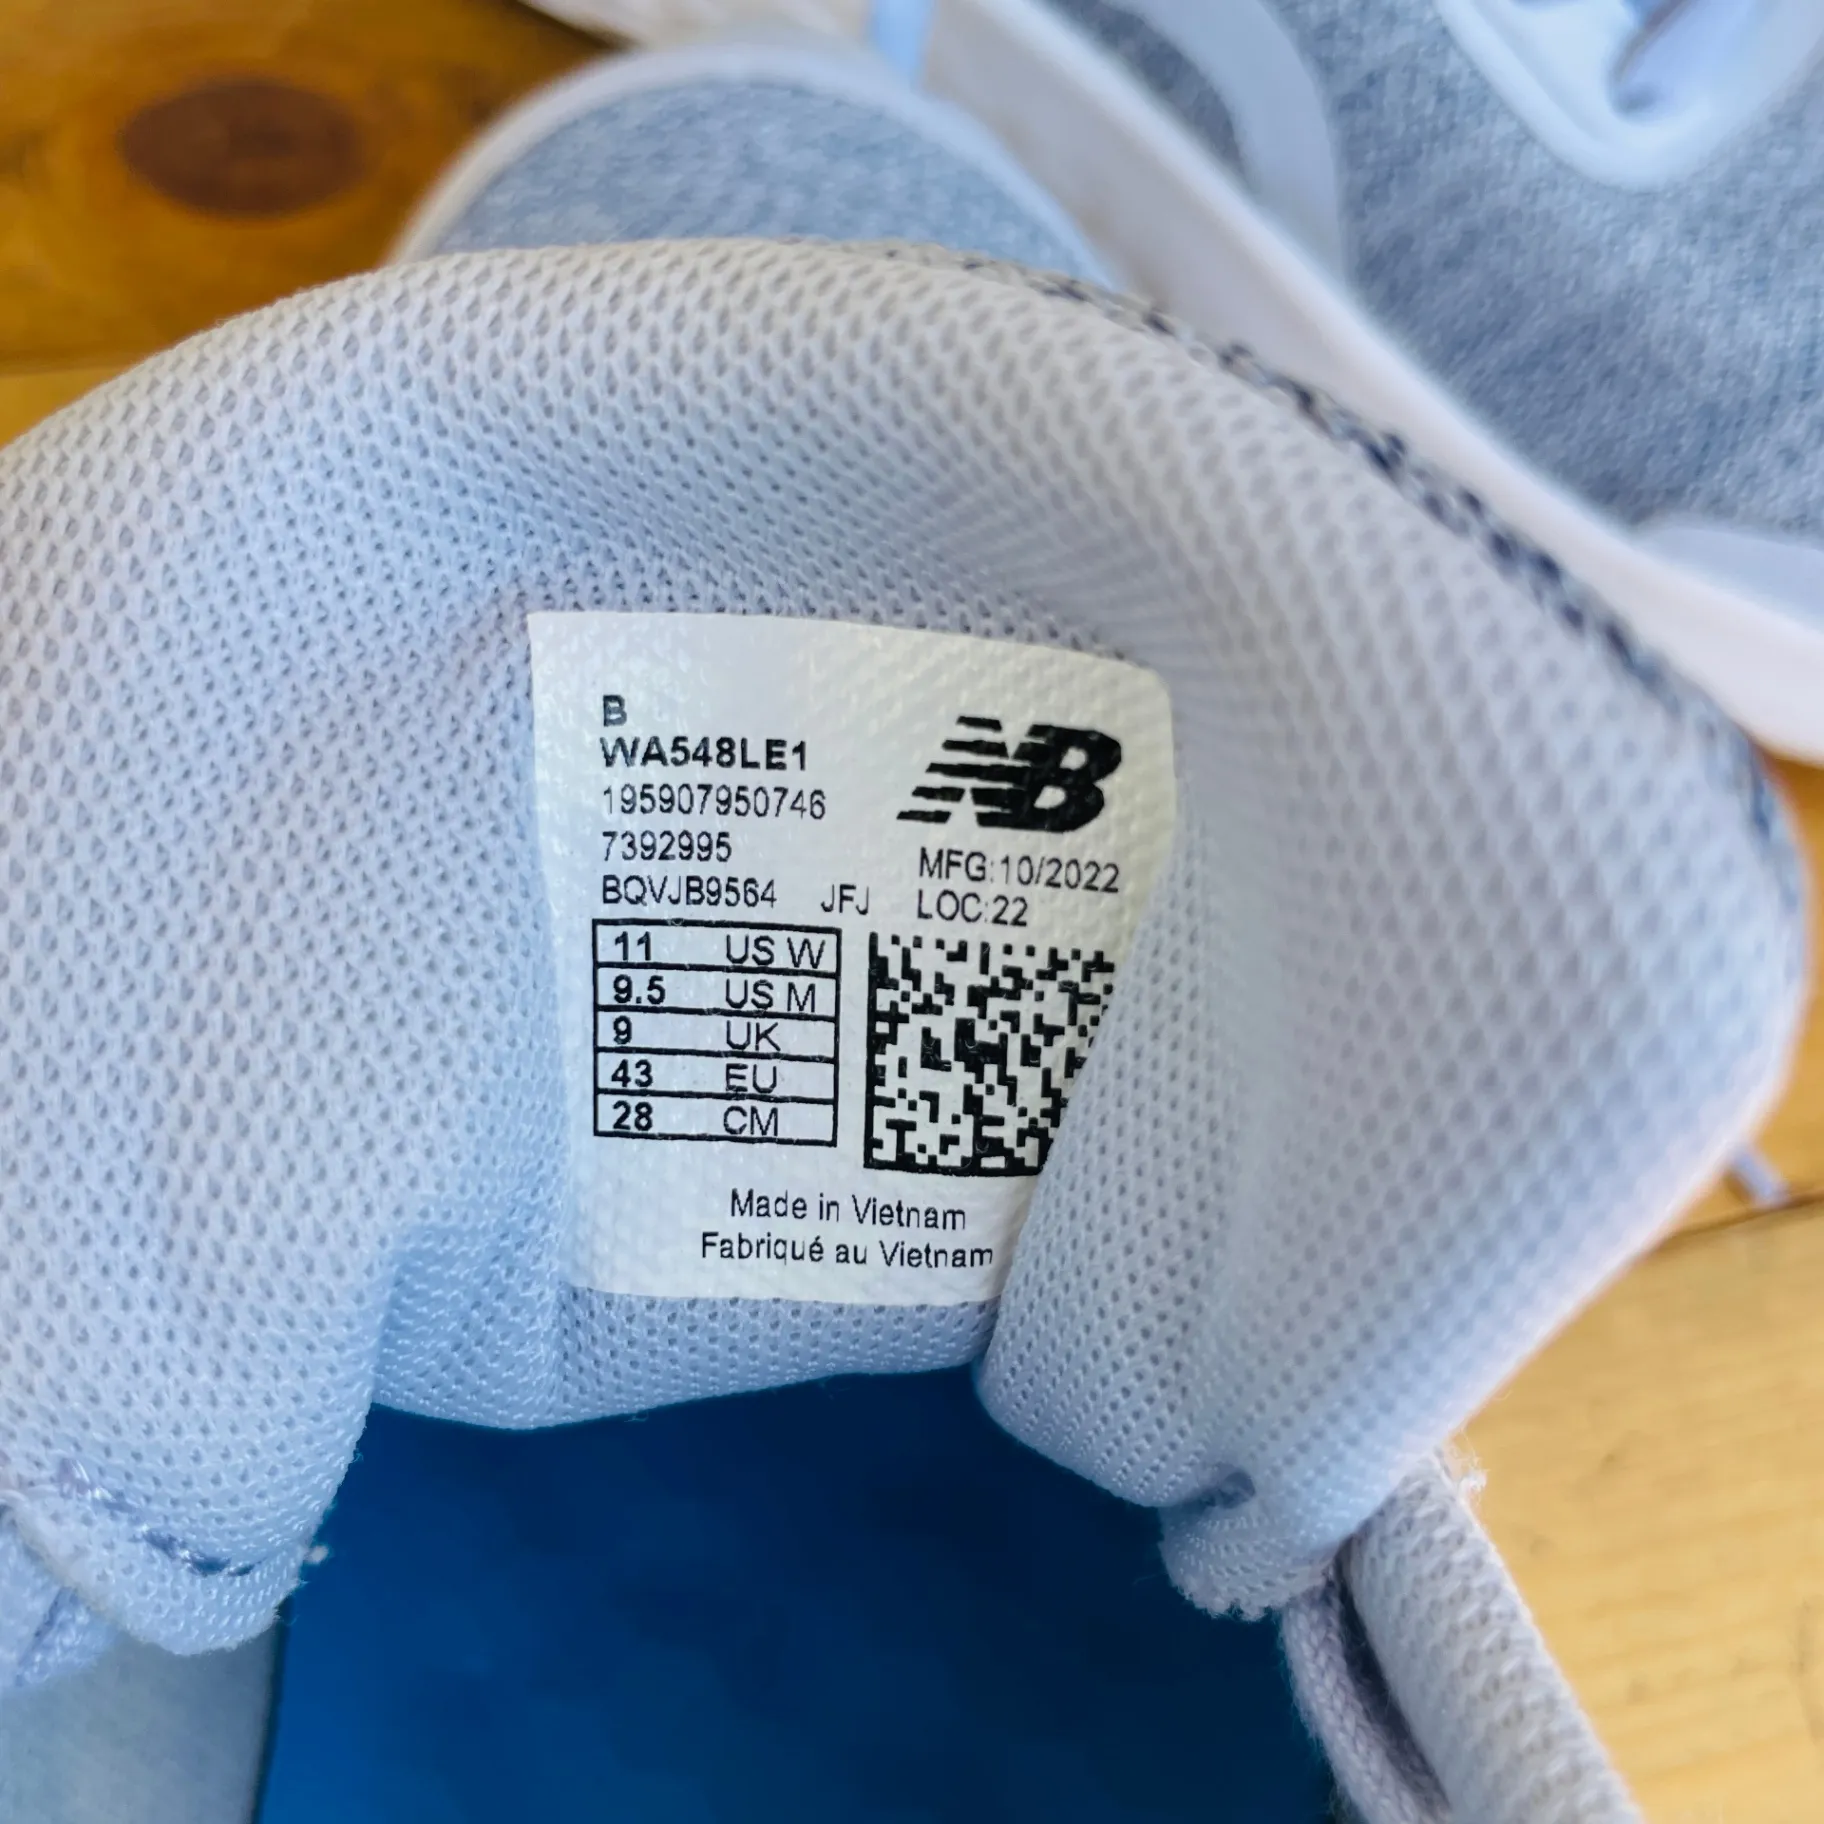 B
WA548LE1
195907950746
7392995
BQVJB9564 JFJ
NB
MFG:10/2022
LOC:22
11 US W
9.5 US M
9 UK
43 EU
28 CM
Made in Vietnam
Fabriqué au Vietnam